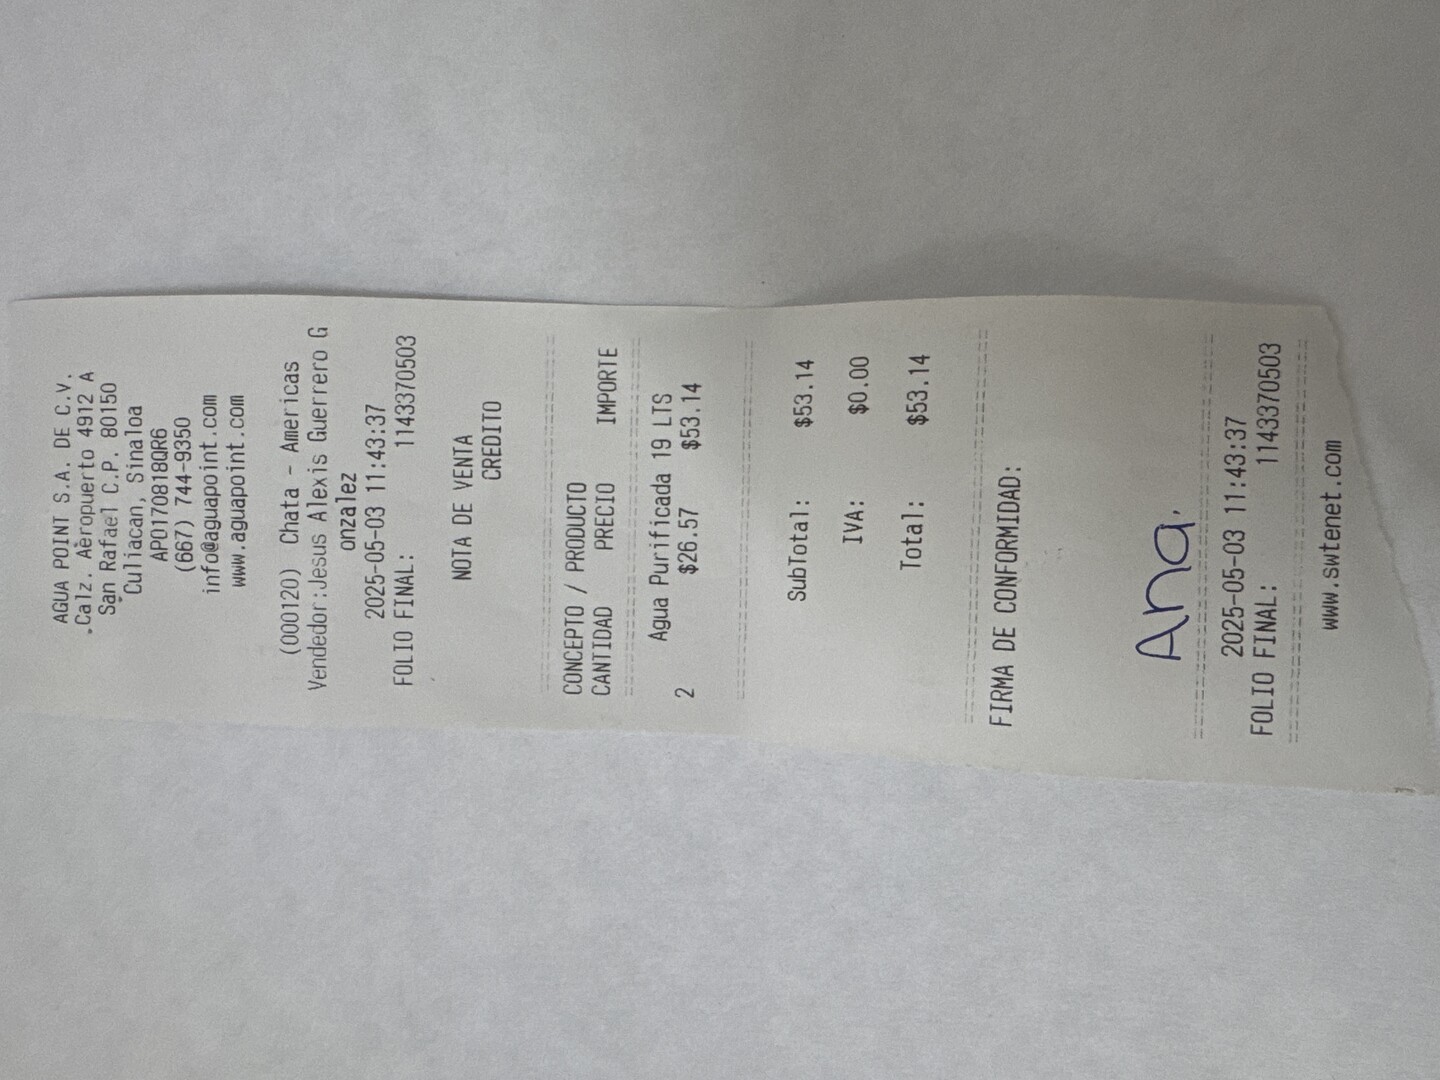 AGUA POINT S.A. DE C.V.
Calz. Aeropuerto 4912 A
San Rafael C.P. 80150
Culiacan, Sinaloa
APO170818QR6
(667) 744-9350
info@aguapoint.com
www.aguapoint.com
(000120) Chata - Americas
Vendedor:Jesus Alexis Guerrero G
onzalez
2025-05-03 11:43:37
FOLIO FINAL: 1143370503
NOTA DE VENTA
CREDITO
CONCEPTO / PRODUCTO
CANTIDAD PRECIO IMPORTE
Agua Purificada 19 LTS
2 $26.57 $53.14
SubTotal: $53.14
IVA: $0.00
Total: $53.14
FIRMA DE CONFORMIDAD:
Ana.
2025-05-03 11:43:37
FOLIO FINAL: 1143370503
www.swtenet.com